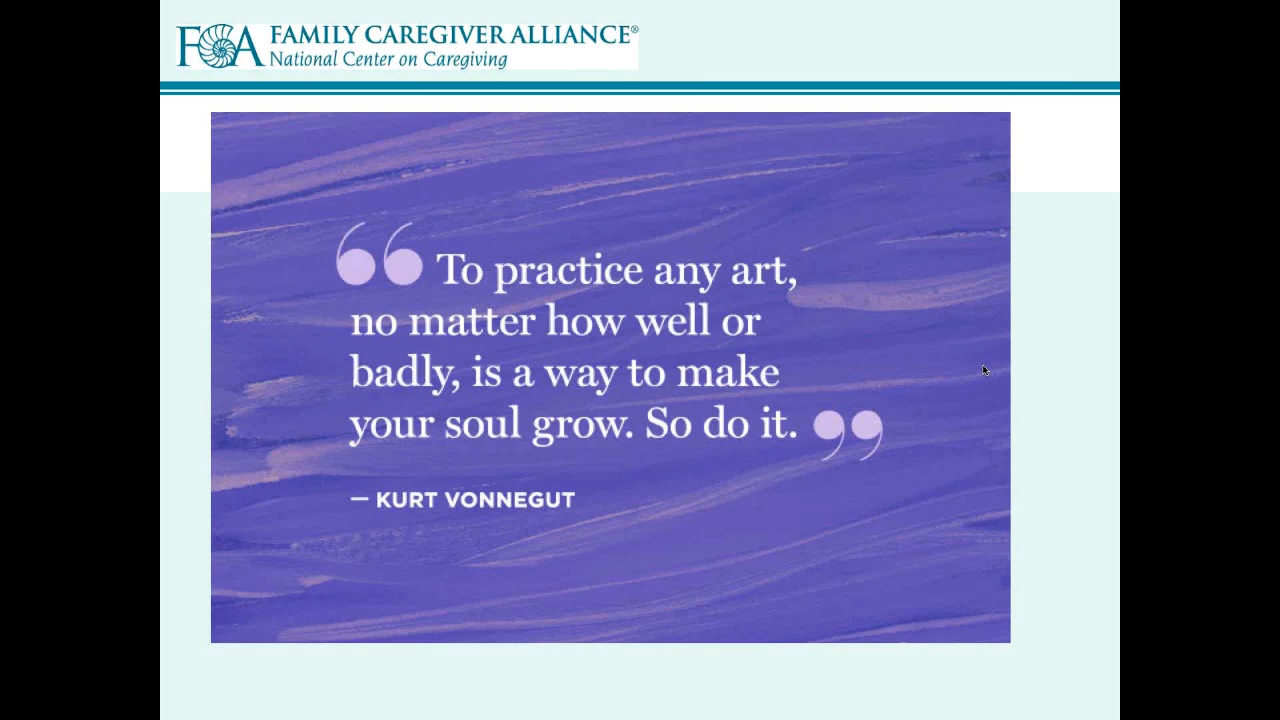 FCA FAMILY CAREGIVER ALLIANCE®
National Center on Caregiving
“ To practice any art,
no matter how well or
badly, is a way to make
your soul grow. So do it. ”
— KURT VONNEGUT